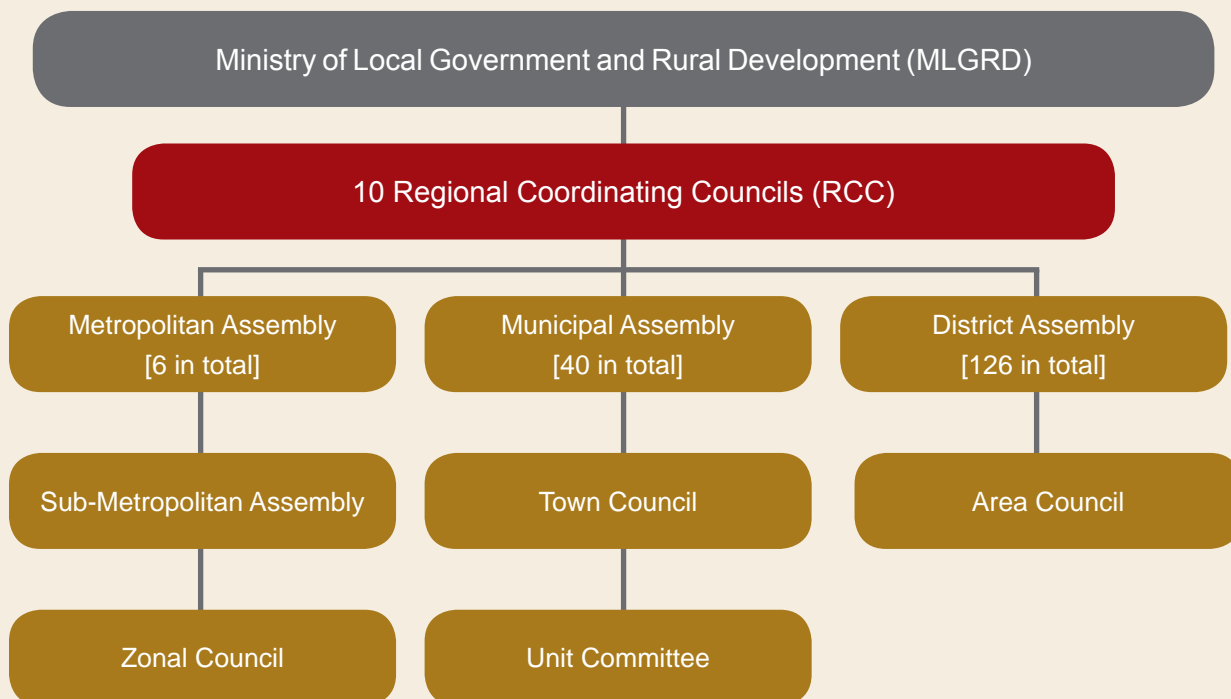 Ministry of Local Government and Rural Development (MLGRD)
10 Regional Coordinating Councils (RCC)
Metropolitan Assembly
[6 in total]
Municipal Assembly
[40 in total]
District Assembly
[126 in total]
Sub-Metropolitan Assembly
Town Council
Area Council
Zonal Council
Unit Committee